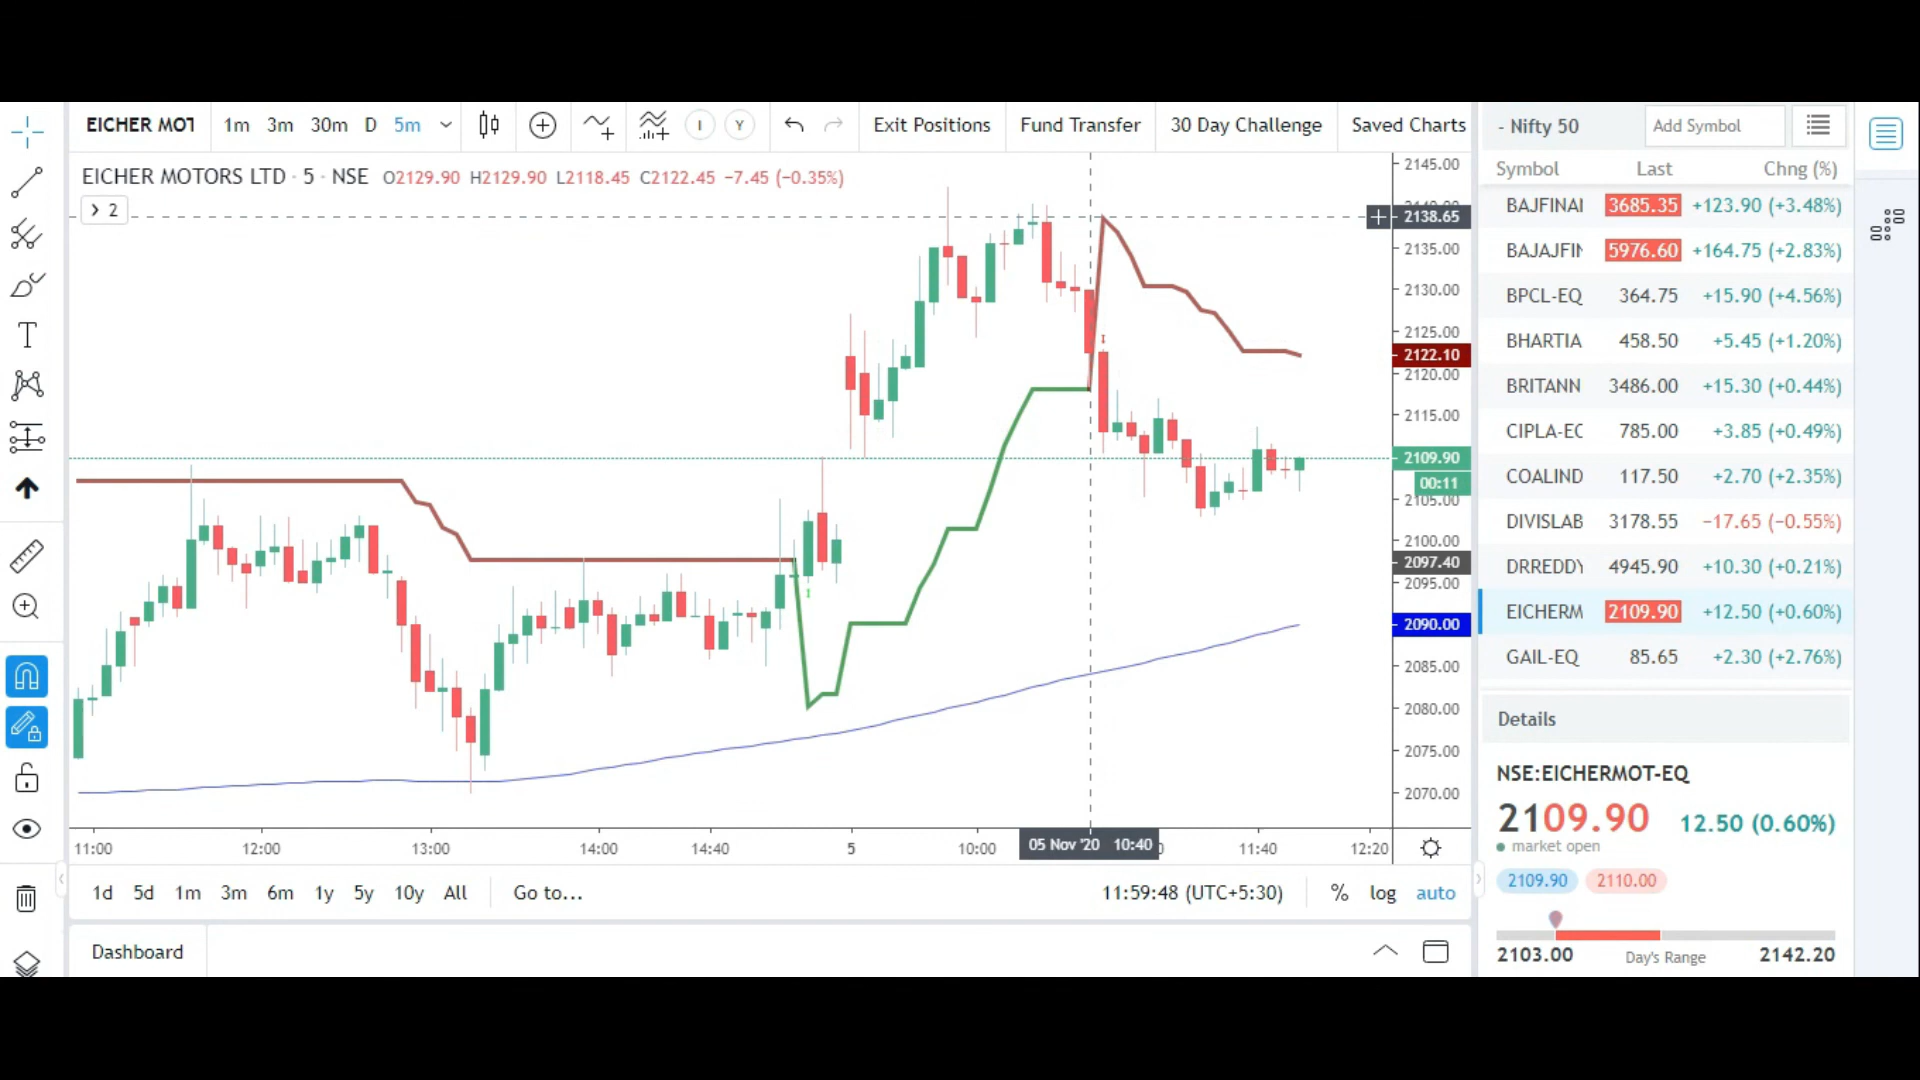 EICHER MOT 1m 3m 30m D 5m I Y Exit Positions Fund Transfer 30 Day Challenge Saved Charts
EICHER MOTORS LTD · 5 · NSE O2129.90 H2129.90 L2118.45 C2122.45 −7.45 (−0.35%)
2
2145.00
2138.65
2135.00
2130.00
2125.00
2122.10
2120.00
2115.00
2109.90
00:11
2105.00
2100.00
2097.40
2095.00
2090.00
2085.00
2080.00
2075.00
2070.00
11:00 12:00 13:00 14:00 14:40 5 10:00 05 Nov '20 10:40 11:40 12:20
1d 5d 1m 3m 6m 1y 5y 10y All Go to... 11:59:48 (UTC+5:30) % log auto
Dashboard
- Nifty 50 Add Symbol
Symbol Last Chng (%)
BAJFINAI 3685.35 +123.90 (+3.48%)
BAJAJFIN 5976.60 +164.75 (+2.83%)
BPCL-EQ 364.75 +15.90 (+4.56%)
BHARTIA 458.50 +5.45 (+1.20%)
BRITANN 3486.00 +15.30 (+0.44%)
CIPLA-EC 785.00 +3.85 (+0.49%)
COALIND 117.50 +2.70 (+2.35%)
DIVISLAB 3178.55 −17.65 (−0.55%)
DRREDDY 4945.90 +10.30 (+0.21%)
EICHERM 2109.90 +12.50 (+0.60%)
GAIL-EQ 85.65 +2.30 (+2.76%)
Details
NSE:EICHERMOT-EQ
2109.90 12.50 (0.60%)
market open
2109.90 2110.00
2103.00 Day's Range 2142.20